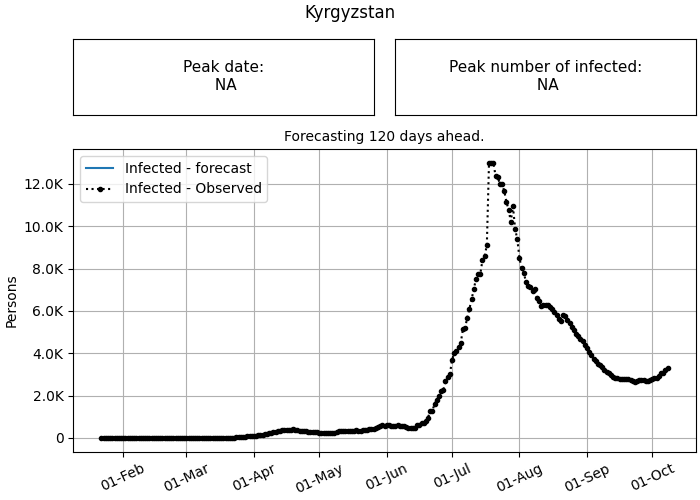 Kyrgyzstan
Peak date:
NA
Peak number of infected:
NA
Forecasting 120 days ahead.
Infected - forecast
Infected - Observed
Persons
12.0K
10.0K
8.0K
6.0K
4.0K
2.0K
0
01-Feb
01-Mar
01-Apr
01-May
01-Jun
01-Jul
01-Aug
01-Sep
01-Oct